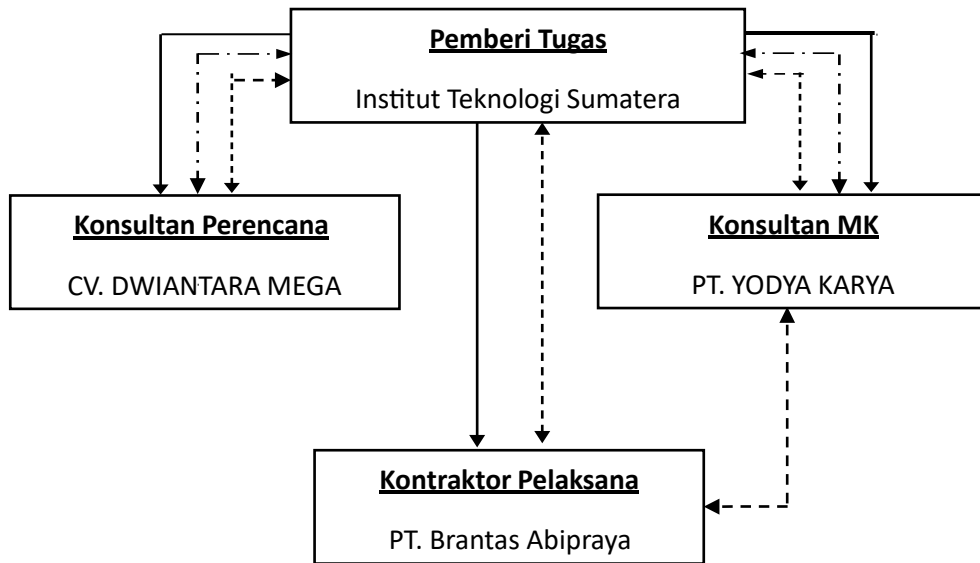 Pemberi Tugas
Institut Teknologi Sumatera
Konsultan Perencana
CV. DWIANTARA MEGA
Konsultan MK
PT. YODYA KARYA
Kontraktor Pelaksana
PT. Brantas Abipraya